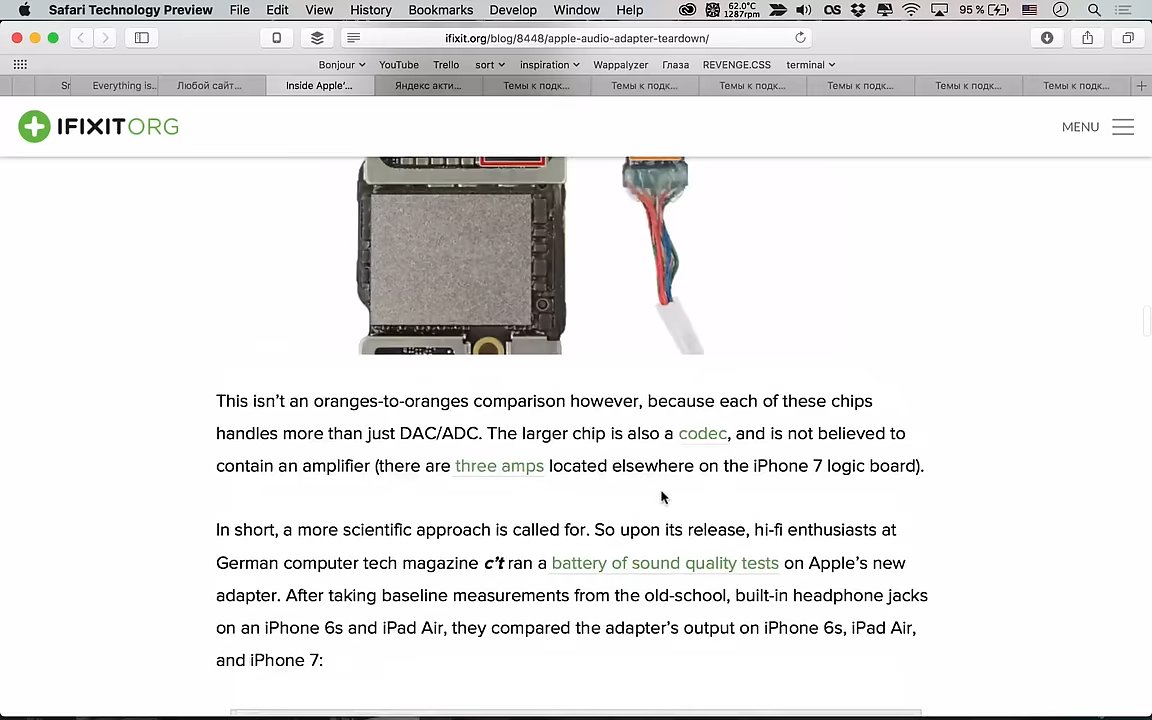 Safari Technology Preview File Edit View History Bookmarks Develop Window Help 62.0°C 1287rpm OS 95 %
ifixit.org/blog/8448/apple-audio-adapter-teardown/
Bonjour YouTube Trello sort inspiration Wappalyzer Глаза REVENGE.CSS terminal
Sr Everything is.. Любой сайт... Inside Apple'... Яндекс акти... Темы к подк... Темы к подк... Темы к подк... Темы к подк... Темы к подк... Темы к подк...
IFIXITORG MENU
This isn't an oranges-to-oranges comparison however, because each of these chips
handles more than just DAC/ADC. The larger chip is also a codec, and is not believed to
contain an amplifier (there are three amps located elsewhere on the iPhone 7 logic board).
In short, a more scientific approach is called for. So upon its release, hi-fi enthusiasts at
German computer tech magazine c't ran a battery of sound quality tests on Apple's new
adapter. After taking baseline measurements from the old-school, built-in headphone jacks
on an iPhone 6s and iPad Air, they compared the adapter's output on iPhone 6s, iPad Air,
and iPhone 7: